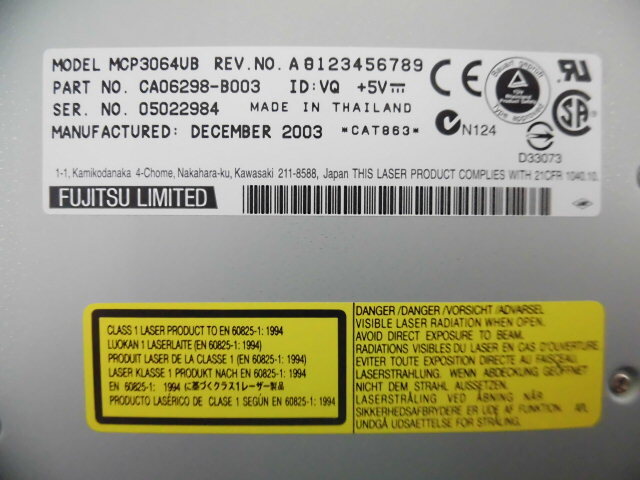 MODEL MCP3064UB REV.NO. A0123456789
PART NO. CA06298-B003 ID:VQ +5V⎓
SER. NO. 05022984 MADE IN THAILAND
MANUFACTURED: DECEMBER 2003 *CAT863*
N124
D33073
1-1, Kamikodanaka 4-Chome, Nakahara-ku, Kawasaki 211-8588, Japan THIS LASER PRODUCT COMPLIES WITH 21CFR 1040.10.
FUJITSU LIMITED
CLASS 1 LASER PRODUCT TO EN 60825-1: 1994
LUOKAN 1 LASERLAITE (EN 60825-1: 1994)
PRODUIT LASER DE LA CLASSE 1 (EN 60825-1: 1994)
LASER KLASSE 1 PRODUKT NACH EN 60825-1: 1994
EN 60825-1: 1994 に基づくクラス1レーザー製品
PRODUCTO LASÉRICO DE CLASE 1 SEGÚN EN 60825-1: 1994
DANGER /DANGER/VORSICHT /ADVARSEL
VISIBLE LASER RADIATION WHEN OPEN.
AVOID DIRECT EXPOSURE TO BEAM.
RADIATIONS VISIBLES DU LASER EN CAS D'OUVERTURE
EVITER TOUTE EXPOSITION DIRECTE AU FAISCEAU.
LASERSTRAHLUNG. WENN ABDECKUNG GEÖFFNET
NICHT DEM STRAHL AUSSETZEN.
LASERSTRÅLING VED ÅBNING NÅR
SIKKERHEDSAFBRYDERE ER UDE AF FUNKTION.
UNDGÅ UDSAETTELSE FOR STRÅLING.